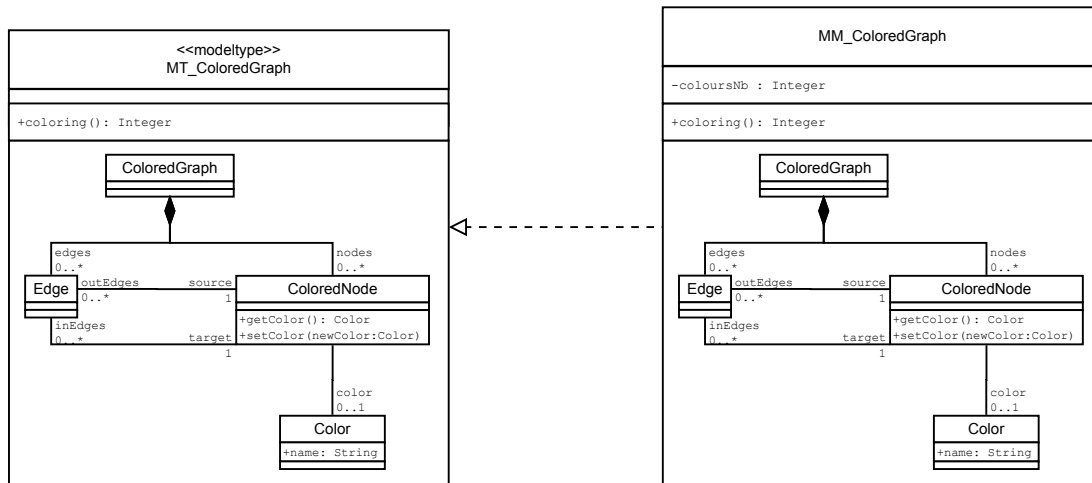 <<modeltype>>
MT_ColoredGraph
+coloring(): Integer
ColoredGraph
edges
0..*
nodes
0..*
Edge
outEdges
0..*
source
1
ColoredNode
+getColor(): Color
+setColor(newColor:Color)
inEdges
0..*
target
1
color
0..1
Color
+name: String
MM_ColoredGraph
-coloursNb : Integer
+coloring(): Integer
ColoredGraph
edges
0..*
nodes
0..*
Edge
outEdges
0..*
source
1
ColoredNode
+getColor(): Color
+setColor(newColor:Color)
inEdges
0..*
target
1
color
0..1
Color
+name: String